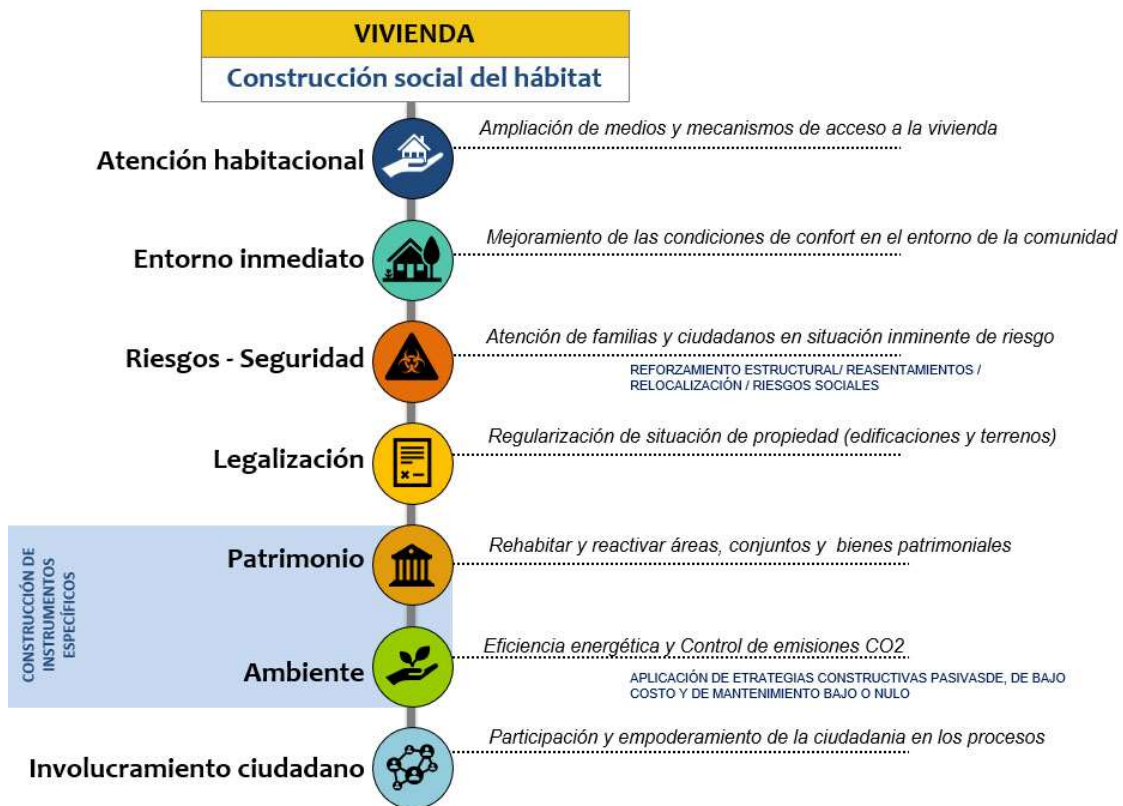 VIVIENDA
Construcción social del hábitat
Atención habitacional
Ampliación de medios y mecanismos de acceso a la vivienda
Entorno inmediato
Mejoramiento de las condiciones de confort en el entorno de la comunidad
Riesgos - Seguridad
Atención de familias y ciudadanos en situación inminente de riesgo
REFORZAMIENTO ESTRUCTURAL/ REASENTAMIENTOS /
RELOCALIZACIÓN / RIESGOS SOCIALES
Legalización
Regularización de situación de propiedad (edificaciones y terrenos)
CONSTRUCCIÓN DE
INSTRUMENTOS
ESPECÍFICOS
Patrimonio
Rehabitar y reactivar áreas, conjuntos y bienes patrimoniales
Ambiente
Eficiencia energética y Control de emisiones CO2
APLICACIÓN DE ETRATEGIAS CONSTRUCTIVAS PASIVASDE, DE BAJO
COSTO Y DE MANTENIMIENTO BAJO O NULO
Involucramiento ciudadano
Participación y empoderamiento de la ciudadania en los procesos